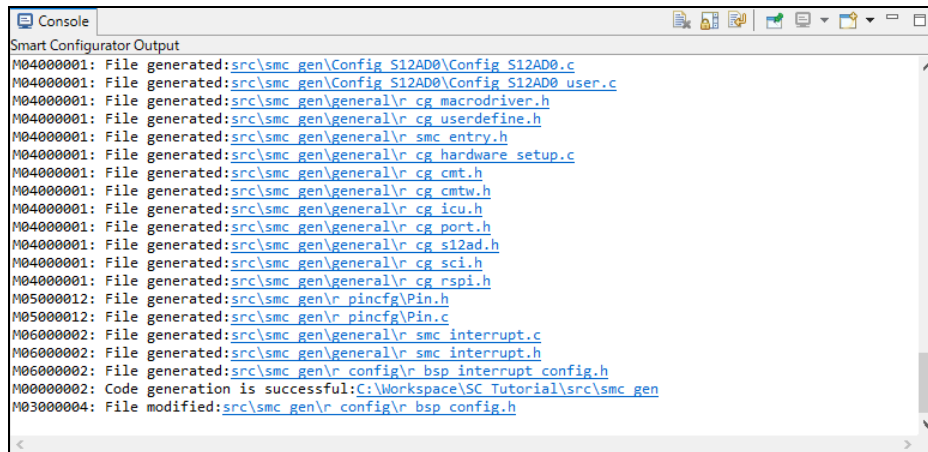 Console
Smart Configurator Output
M04000001: File generated:src\smc_gen\Config_S12AD0\Config_S12AD0.c
M04000001: File generated:src\smc_gen\Config_S12AD0\Config_S12AD0_user.c
M04000001: File generated:src\smc_gen\general\r_cg_macrodriver.h
M04000001: File generated:src\smc_gen\general\r_cg_userdefine.h
M04000001: File generated:src\smc_gen\general\r_smc_entry.h
M04000001: File generated:src\smc_gen\general\r_cg_hardware_setup.c
M04000001: File generated:src\smc_gen\general\r_cg_cmt.h
M04000001: File generated:src\smc_gen\general\r_cg_cmtw.h
M04000001: File generated:src\smc_gen\general\r_cg_icu.h
M04000001: File generated:src\smc_gen\general\r_cg_port.h
M04000001: File generated:src\smc_gen\general\r_cg_s12ad.h
M04000001: File generated:src\smc_gen\general\r_cg_sci.h
M04000001: File generated:src\smc_gen\general\r_cg_rspi.h
M05000012: File generated:src\smc_gen\r_pincfg\Pin.h
M05000012: File generated:src\smc_gen\r_pincfg\Pin.c
M06000002: File generated:src\smc_gen\general\r_smc_interrupt.c
M06000002: File generated:src\smc_gen\general\r_smc_interrupt.h
M06000002: File generated:src\smc_gen\r_config\r_bsp_interrupt_config.h
M00000002: Code generation is successful:C:\Workspace\SC_Tutorial\src\smc_gen
M03000004: File modified:src\smc_gen\r_config\r_bsp_config.h